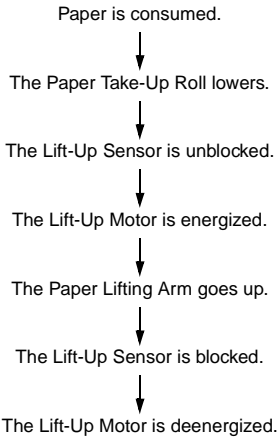 Paper is consumed.
The Paper Take-Up Roll lowers.
The Lift-Up Sensor is unblocked.
The Lift-Up Motor is energized.
The Paper Lifting Arm goes up.
The Lift-Up Sensor is blocked.
The Lift-Up Motor is deenergized.